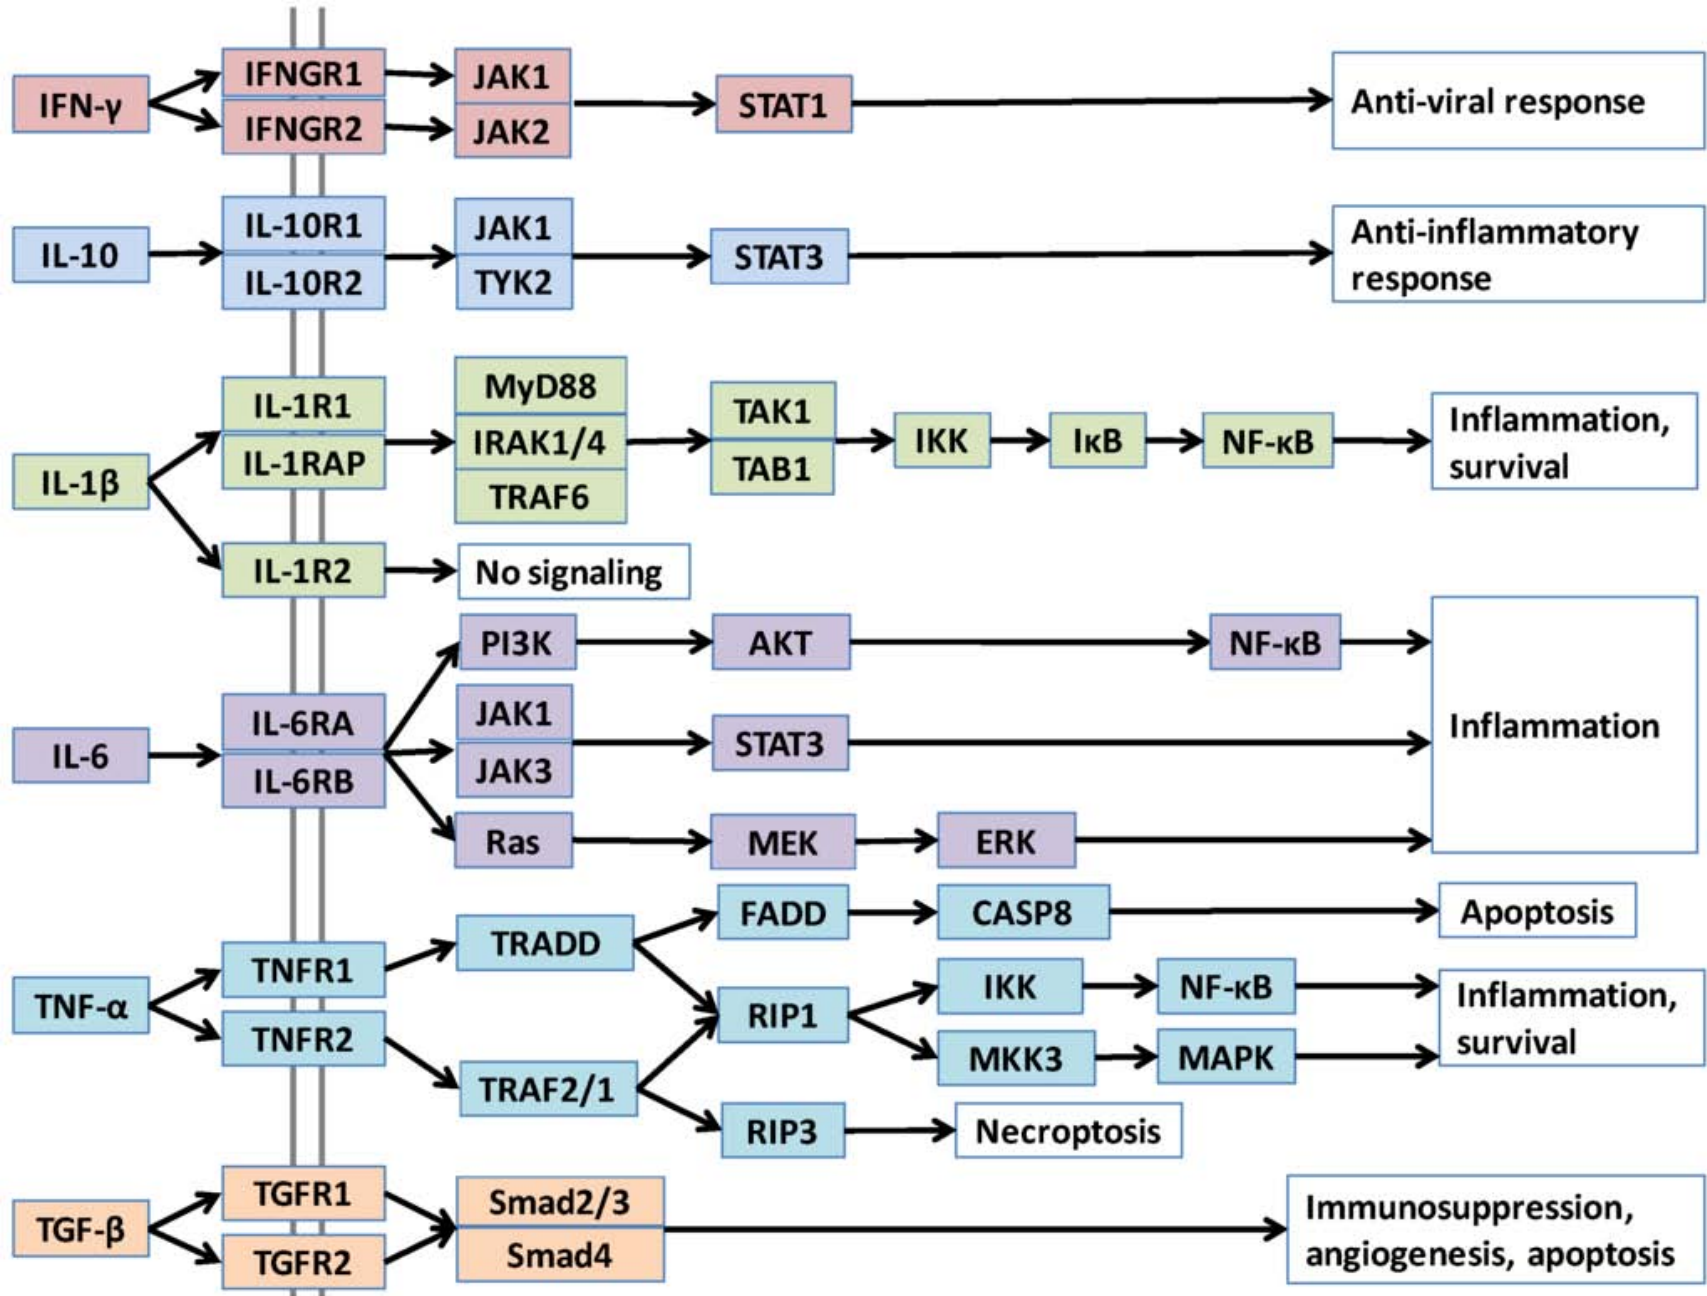 IFN-γ
IFNGR1
IFNGR2
JAK1
JAK2
STAT1
Anti-viral response
IL-10
IL-10R1
IL-10R2
JAK1
TYK2
STAT3
Anti-inflammatory
response
IL-1β
IL-1R1
IL-1RAP
MyD88
IRAK1/4
TRAF6
TAK1
TAB1
IKK
IκB
NF-κB
Inflammation,
survival
IL-1R2
No signaling
IL-6
IL-6RA
IL-6RB
PI3K
AKT
NF-κB
JAK1
JAK3
STAT3
Ras
MEK
ERK
Inflammation
TNF-α
TNFR1
TNFR2
TRADD
TRAF2/1
FADD
CASP8
Apoptosis
RIP1
IKK
NF-κB
MKK3
MAPK
Inflammation,
survival
RIP3
Necroptosis
TGF-β
TGFR1
TGFR2
Smad2/3
Smad4
Immunosuppression,
angiogenesis, apoptosis